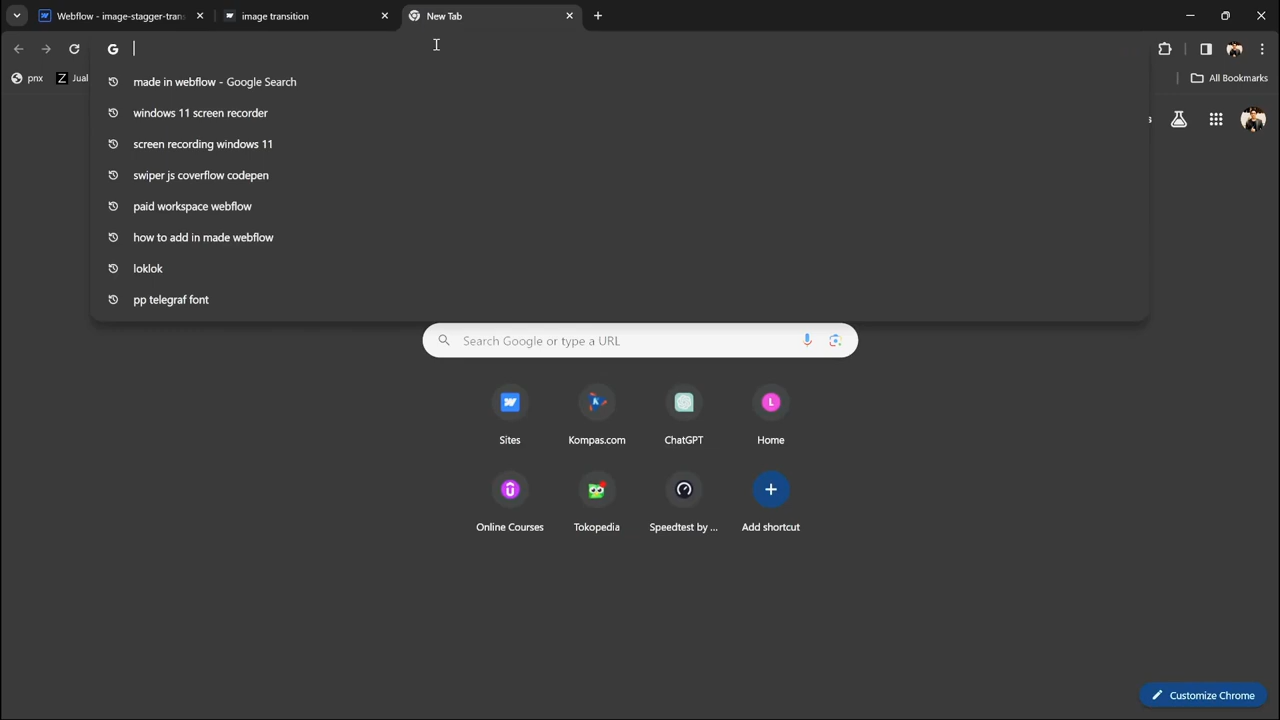 Webflow - image-stagger-trans
image transition
New Tab
pnx
Jual
All Bookmarks
made in webflow - Google Search
windows 11 screen recorder
screen recording windows 11
swiper js coverflow codepen
paid workspace webflow
how to add in made webflow
loklok
pp telegraf font
Search Google or type a URL
Sites
Kompas.com
ChatGPT
Home
Online Courses
Tokopedia
Speedtest by ...
Add shortcut
Customize Chrome